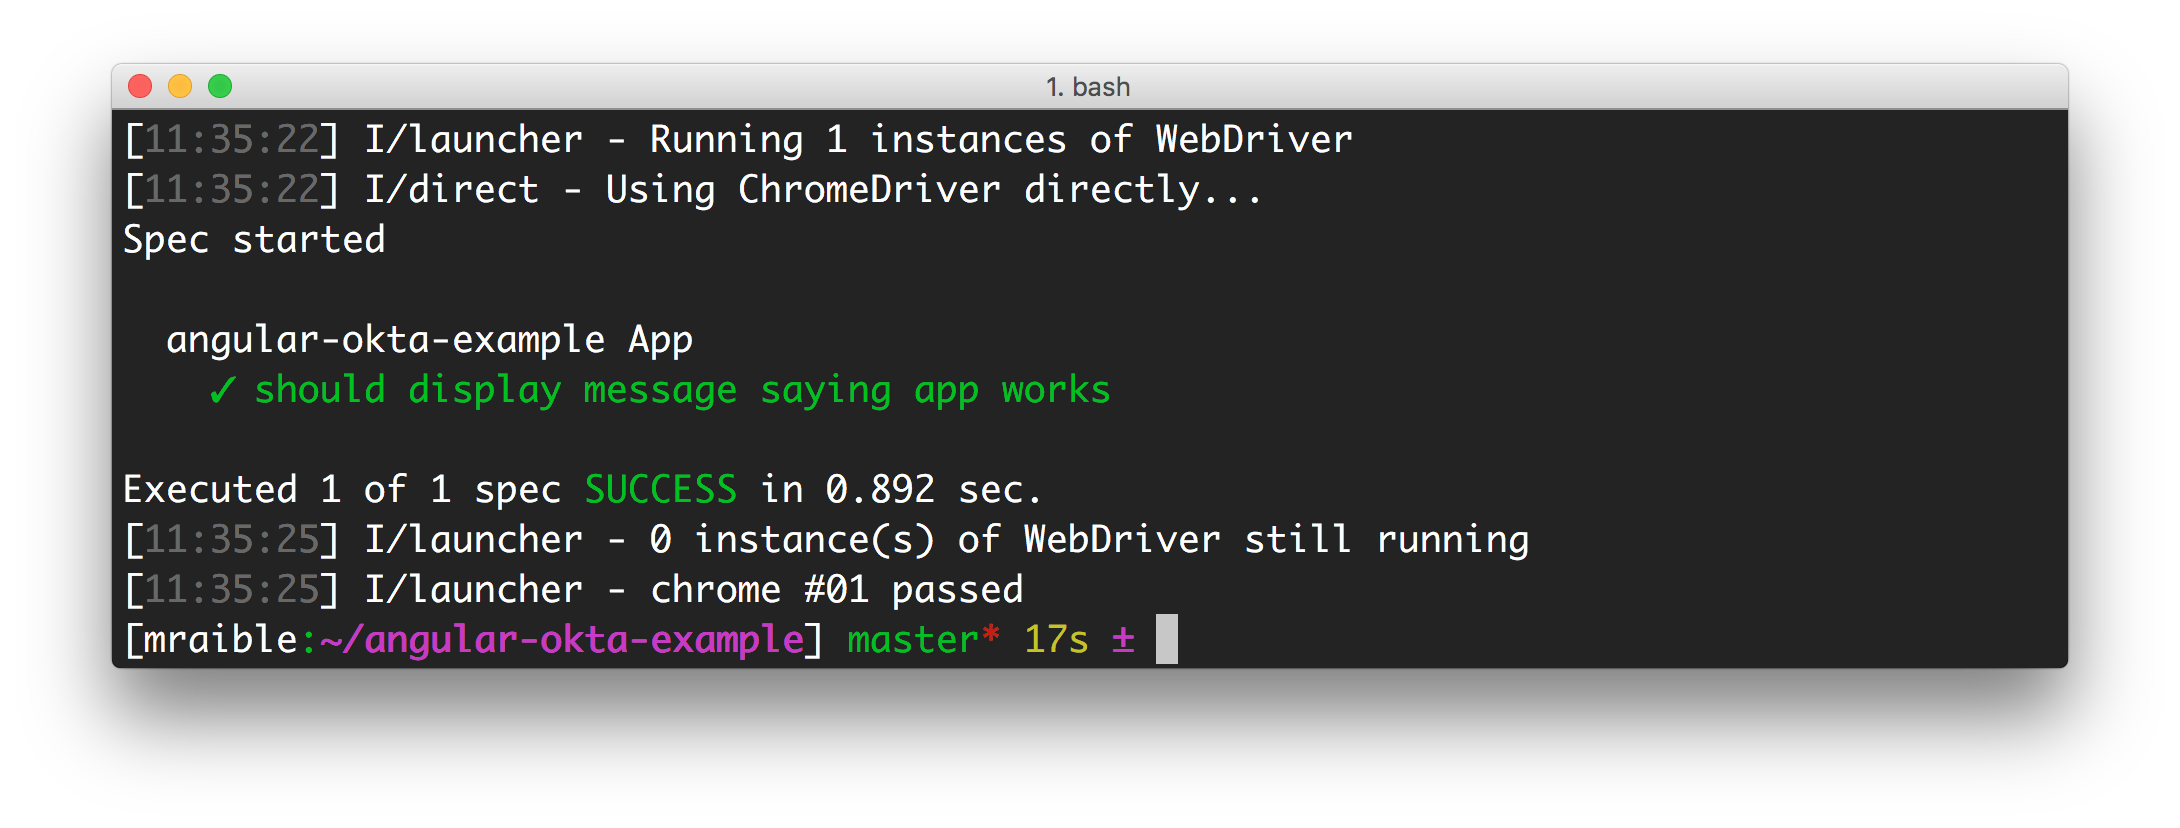 1. bash
[11:35:22] I/launcher - Running 1 instances of WebDriver
[11:35:22] I/direct - Using ChromeDriver directly...
Spec started
angular-okta-example App
✓ should display message saying app works
Executed 1 of 1 spec SUCCESS in 0.892 sec.
[11:35:25] I/launcher - 0 instance(s) of WebDriver still running
[11:35:25] I/launcher - chrome #01 passed
[mraible:~/angular-okta-example] master* 17s ±